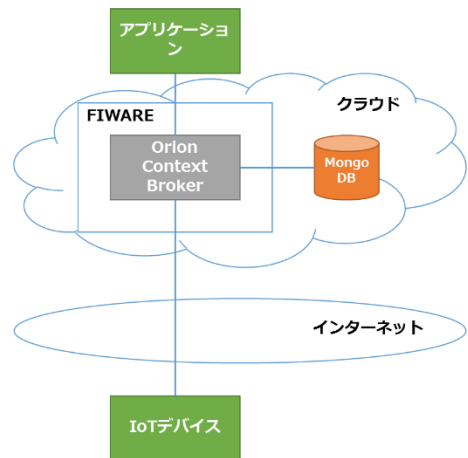 アプリケーショ
ン
クラウド
FIWARE
Orion
Context
Broker
Mongo
DB
インターネット
IoTデバイス